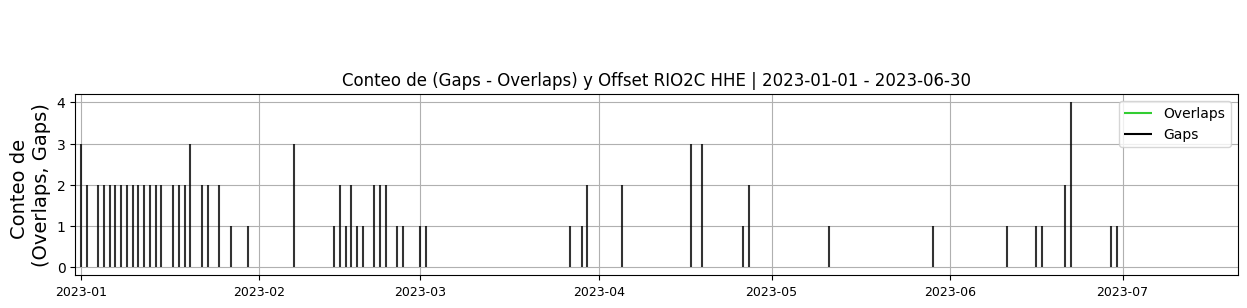 Conteo de (Gaps - Overlaps) y Offset RIO2C HHE | 2023-01-01 - 2023-06-30
Conteo de
(Overlaps, Gaps)
4
3
2
1
0
Overlaps
Gaps
2023-01 2023-02 2023-03 2023-04 2023-05 2023-06 2023-07